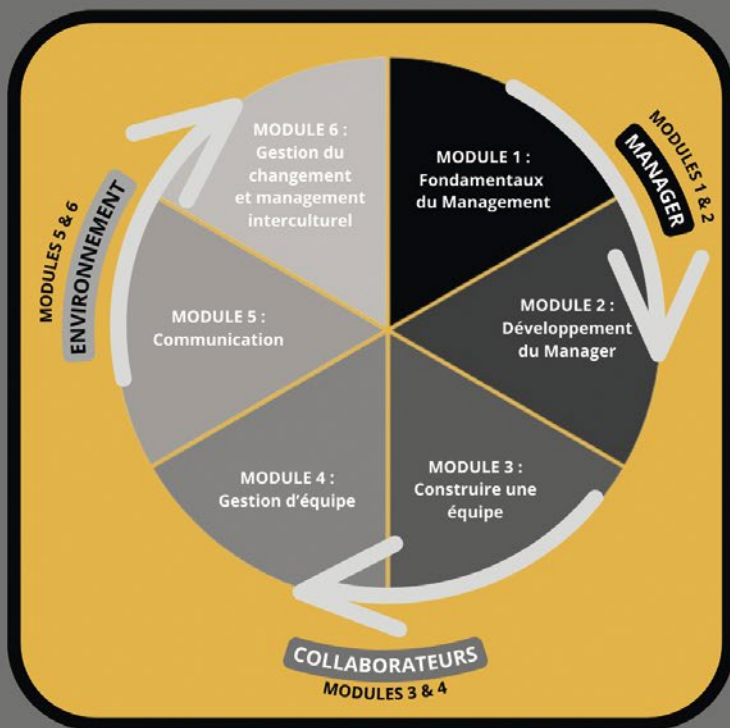 MODULE 1 :
Fondamentaux
du Management
MODULE 2 :
Développement
du Manager
MODULE 3 :
Construire une
équipe
MODULE 4 :
Gestion d’équipe
MODULE 5 :
Communication
MODULE 6 :
Gestion du
changement
et management
interculturel
MANAGER
MODULES 1 & 2
COLLABORATEURS
MODULES 3 & 4
ENVIRONNEMENT
MODULES 5 & 6